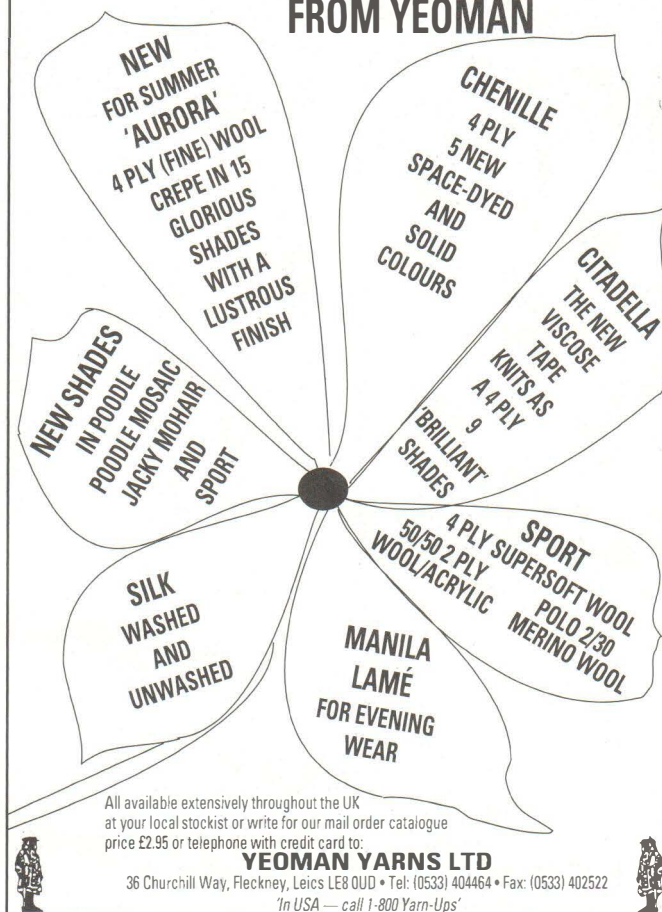 FROM YEOMAN
NEW
FOR SUMMER
'AURORA'
4 PLY (FINE) WOOL
CREPE IN 15
GLORIOUS
SHADES
WITH A
LUSTROUS
FINISH
CHENILLE
4 PLY
5 NEW
SPACE-DYED
AND
SOLID
COLOURS
CITADELLA
THE NEW
VISCOSE
TAPE
KNITS AS
A 4 PLY
9
'BRILLIANT'
SHADES
NEW SHADES
IN POODLE
POODLE MOSAIC
JACKY MOHAIR
AND
SPORT
SPORT
4 PLY SUPERSOFT WOOL
50/50 2 PLY
WOOL/ACRYLIC
POLO 2/30
MERINO WOOL
SILK
WASHED
AND
UNWASHED
MANILA
LAMÉ
FOR EVENING
WEAR
All available extensively throughout the UK
at your local stockist or write for our mail order catalogue
price £2.95 or telephone with credit card to:
YEOMAN YARNS LTD
36 Churchill Way, Fleckney, Leics LE8 0UD • Tel: (0533) 404464 • Fax: (0533) 402522
'In USA — call 1-800 Yarn-Ups'